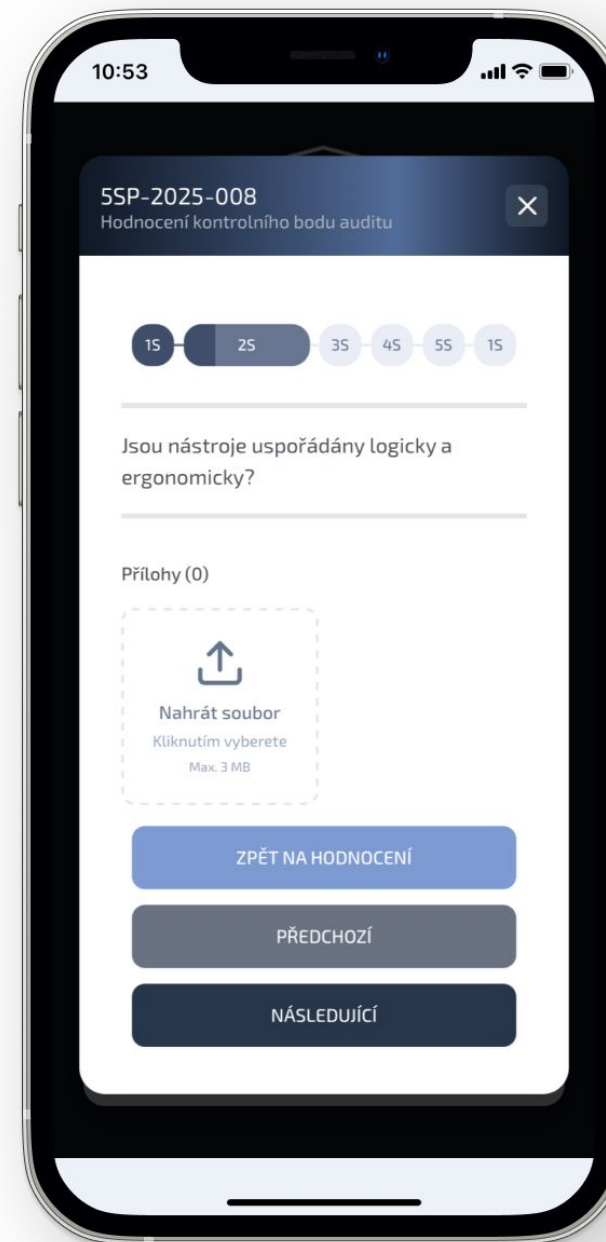 10:53
5SP-2025-008
Hodnocení kontrolního bodu auditu
1S 2S 3S 4S 5S 1S
Jsou nástroje uspořádány logicky a
ergonomicky?
Přílohy (0)
Nahrát soubor
Kliknutím vyberete
Max. 3 MB
ZPĚT NA HODNOCENÍ
PŘEDCHOZÍ
NÁSLEDUJÍCÍ